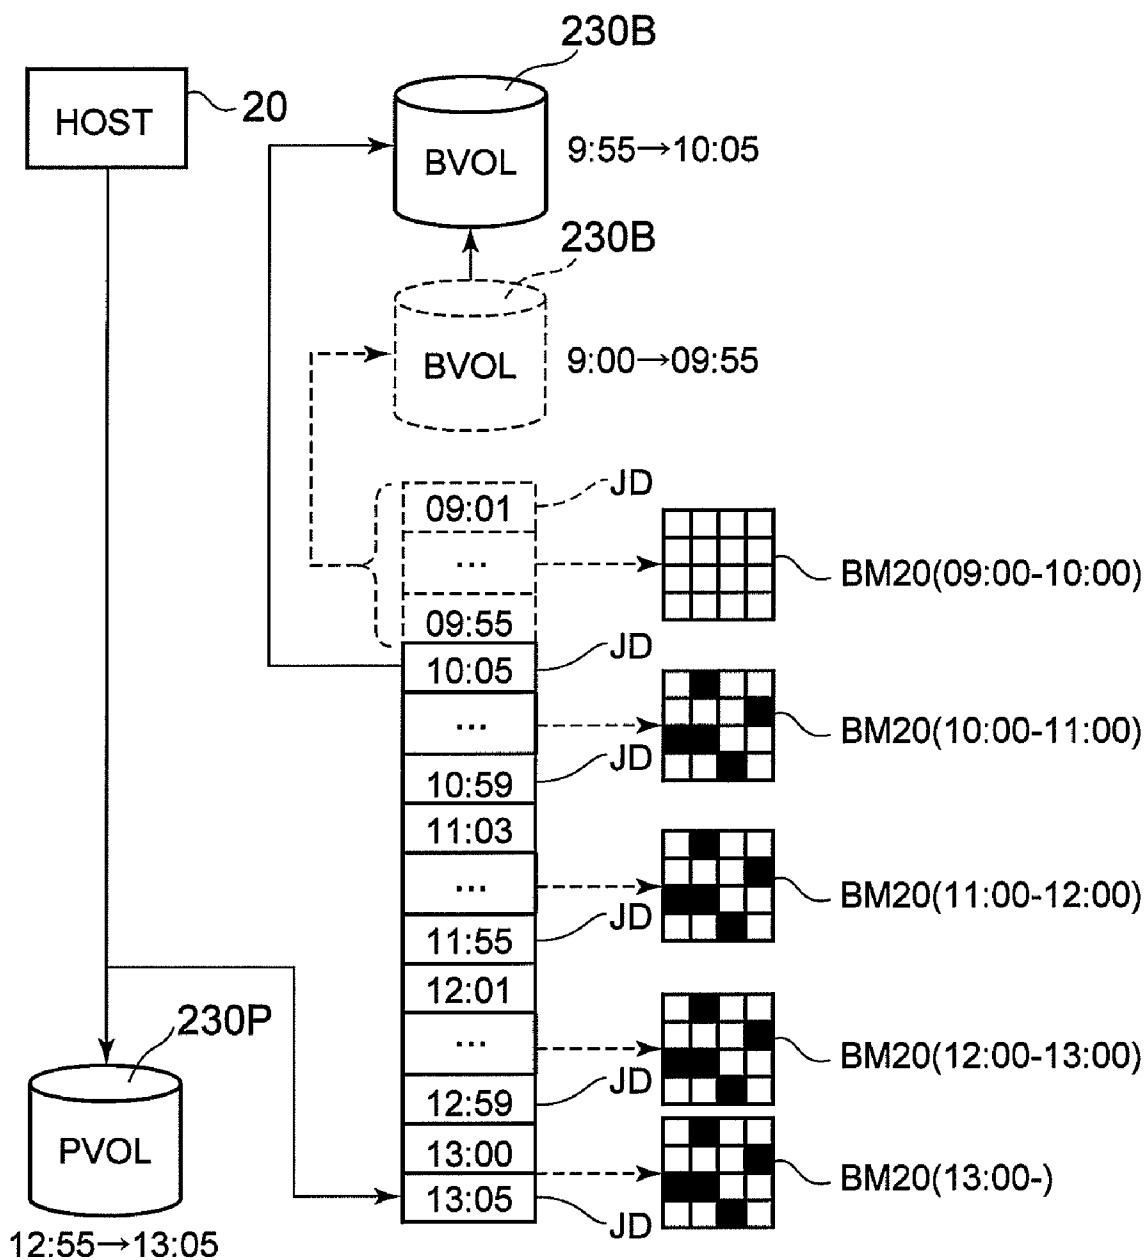 230B
HOST
20
BVOL
9:55→10:05
230B
BVOL
9:00→09:55
JD
09:01
...
BM20(09:00-10:00)
09:55
JD
10:05
...
BM20(10:00-11:00)
JD
10:59
11:03
...
BM20(11:00-12:00)
JD
11:55
12:01
230P
...
BM20(12:00-13:00)
JD
12:59
PVOL
13:00
BM20(13:00-)
13:05
JD
12:55→13:05